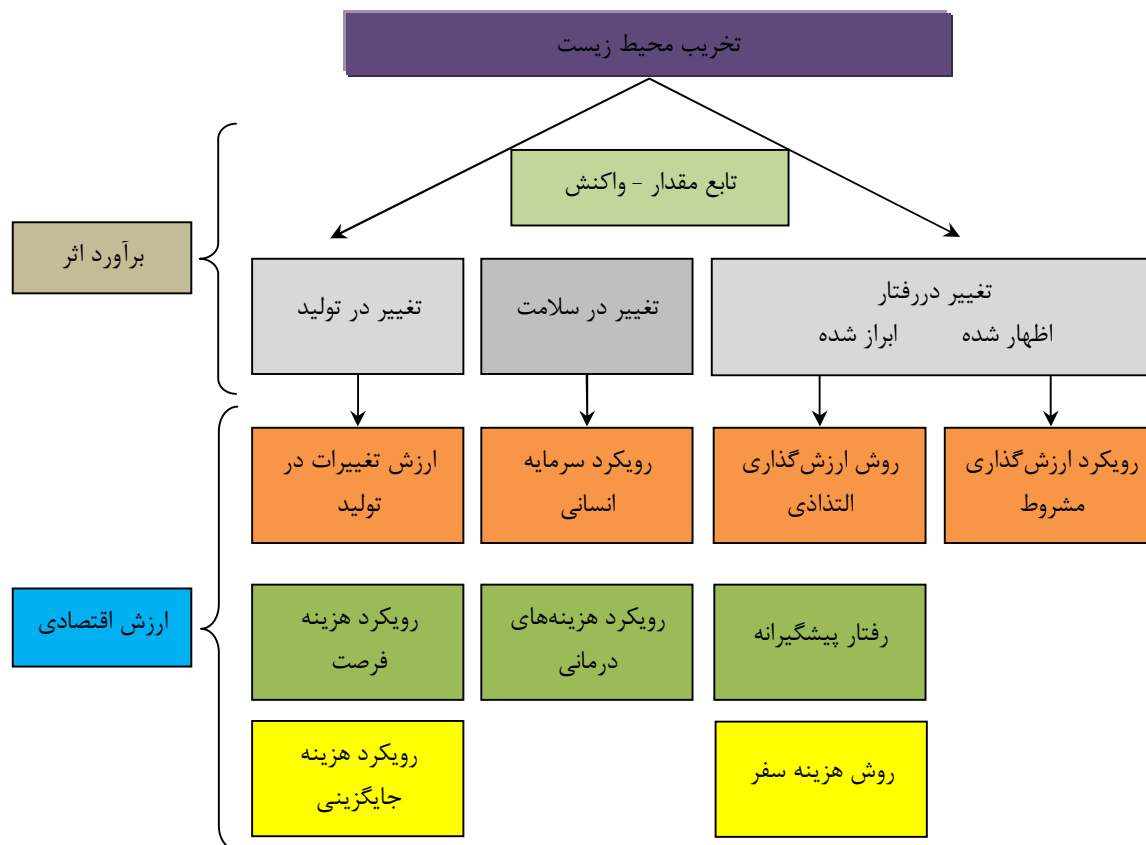 تخریب محیط زیست
تابع مقدار - واکنش
برآورد اثر
تغییر دررفتار
اظهار شده
ابراز شده
تغییر در سلامت
تغییر در تولید
رویکرد ارزش‌گذاری
مشروط
روش ارزش‌گذاری
التذاذی
رویکرد سرمایه
انسانی
ارزش تغییرات در
تولید
ارزش اقتصادی
رفتار پیشگیرانه
رویکرد هزینه‌های
درمانی
رویکرد هزینه
فرصت
روش هزینه سفر
رویکرد هزینه
جایگزینی